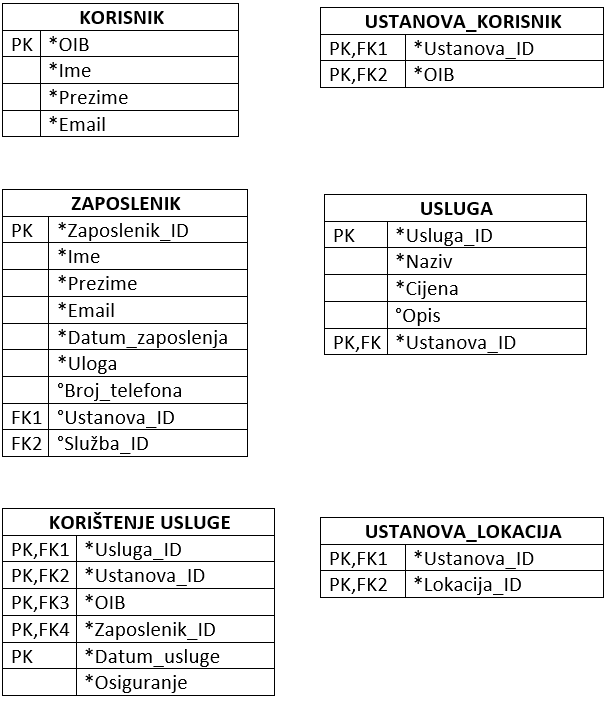 KORISNIK
PK *OIB
*Ime
*Prezime
*Email
USTANOVA_KORISNIK
PK,FK1 *Ustanova_ID
PK,FK2 *OIB
ZAPOSLENIK
PK *Zaposlenik_ID
*Ime
*Prezime
*Email
*Datum_zaposlenja
*Uloga
°Broj_telefona
FK1 °Ustanova_ID
FK2 °Služba_ID
USLUGA
PK *Usluga_ID
*Naziv
*Cijena
°Opis
PK,FK *Ustanova_ID
KORIŠTENJE USLUGE
PK,FK1 *Usluga_ID
PK,FK2 *Ustanova_ID
PK,FK3 *OIB
PK,FK4 *Zaposlenik_ID
PK *Datum_usluge
*Osiguranje
USTANOVA_LOKACIJA
PK,FK1 *Ustanova_ID
PK,FK2 *Lokacija_ID